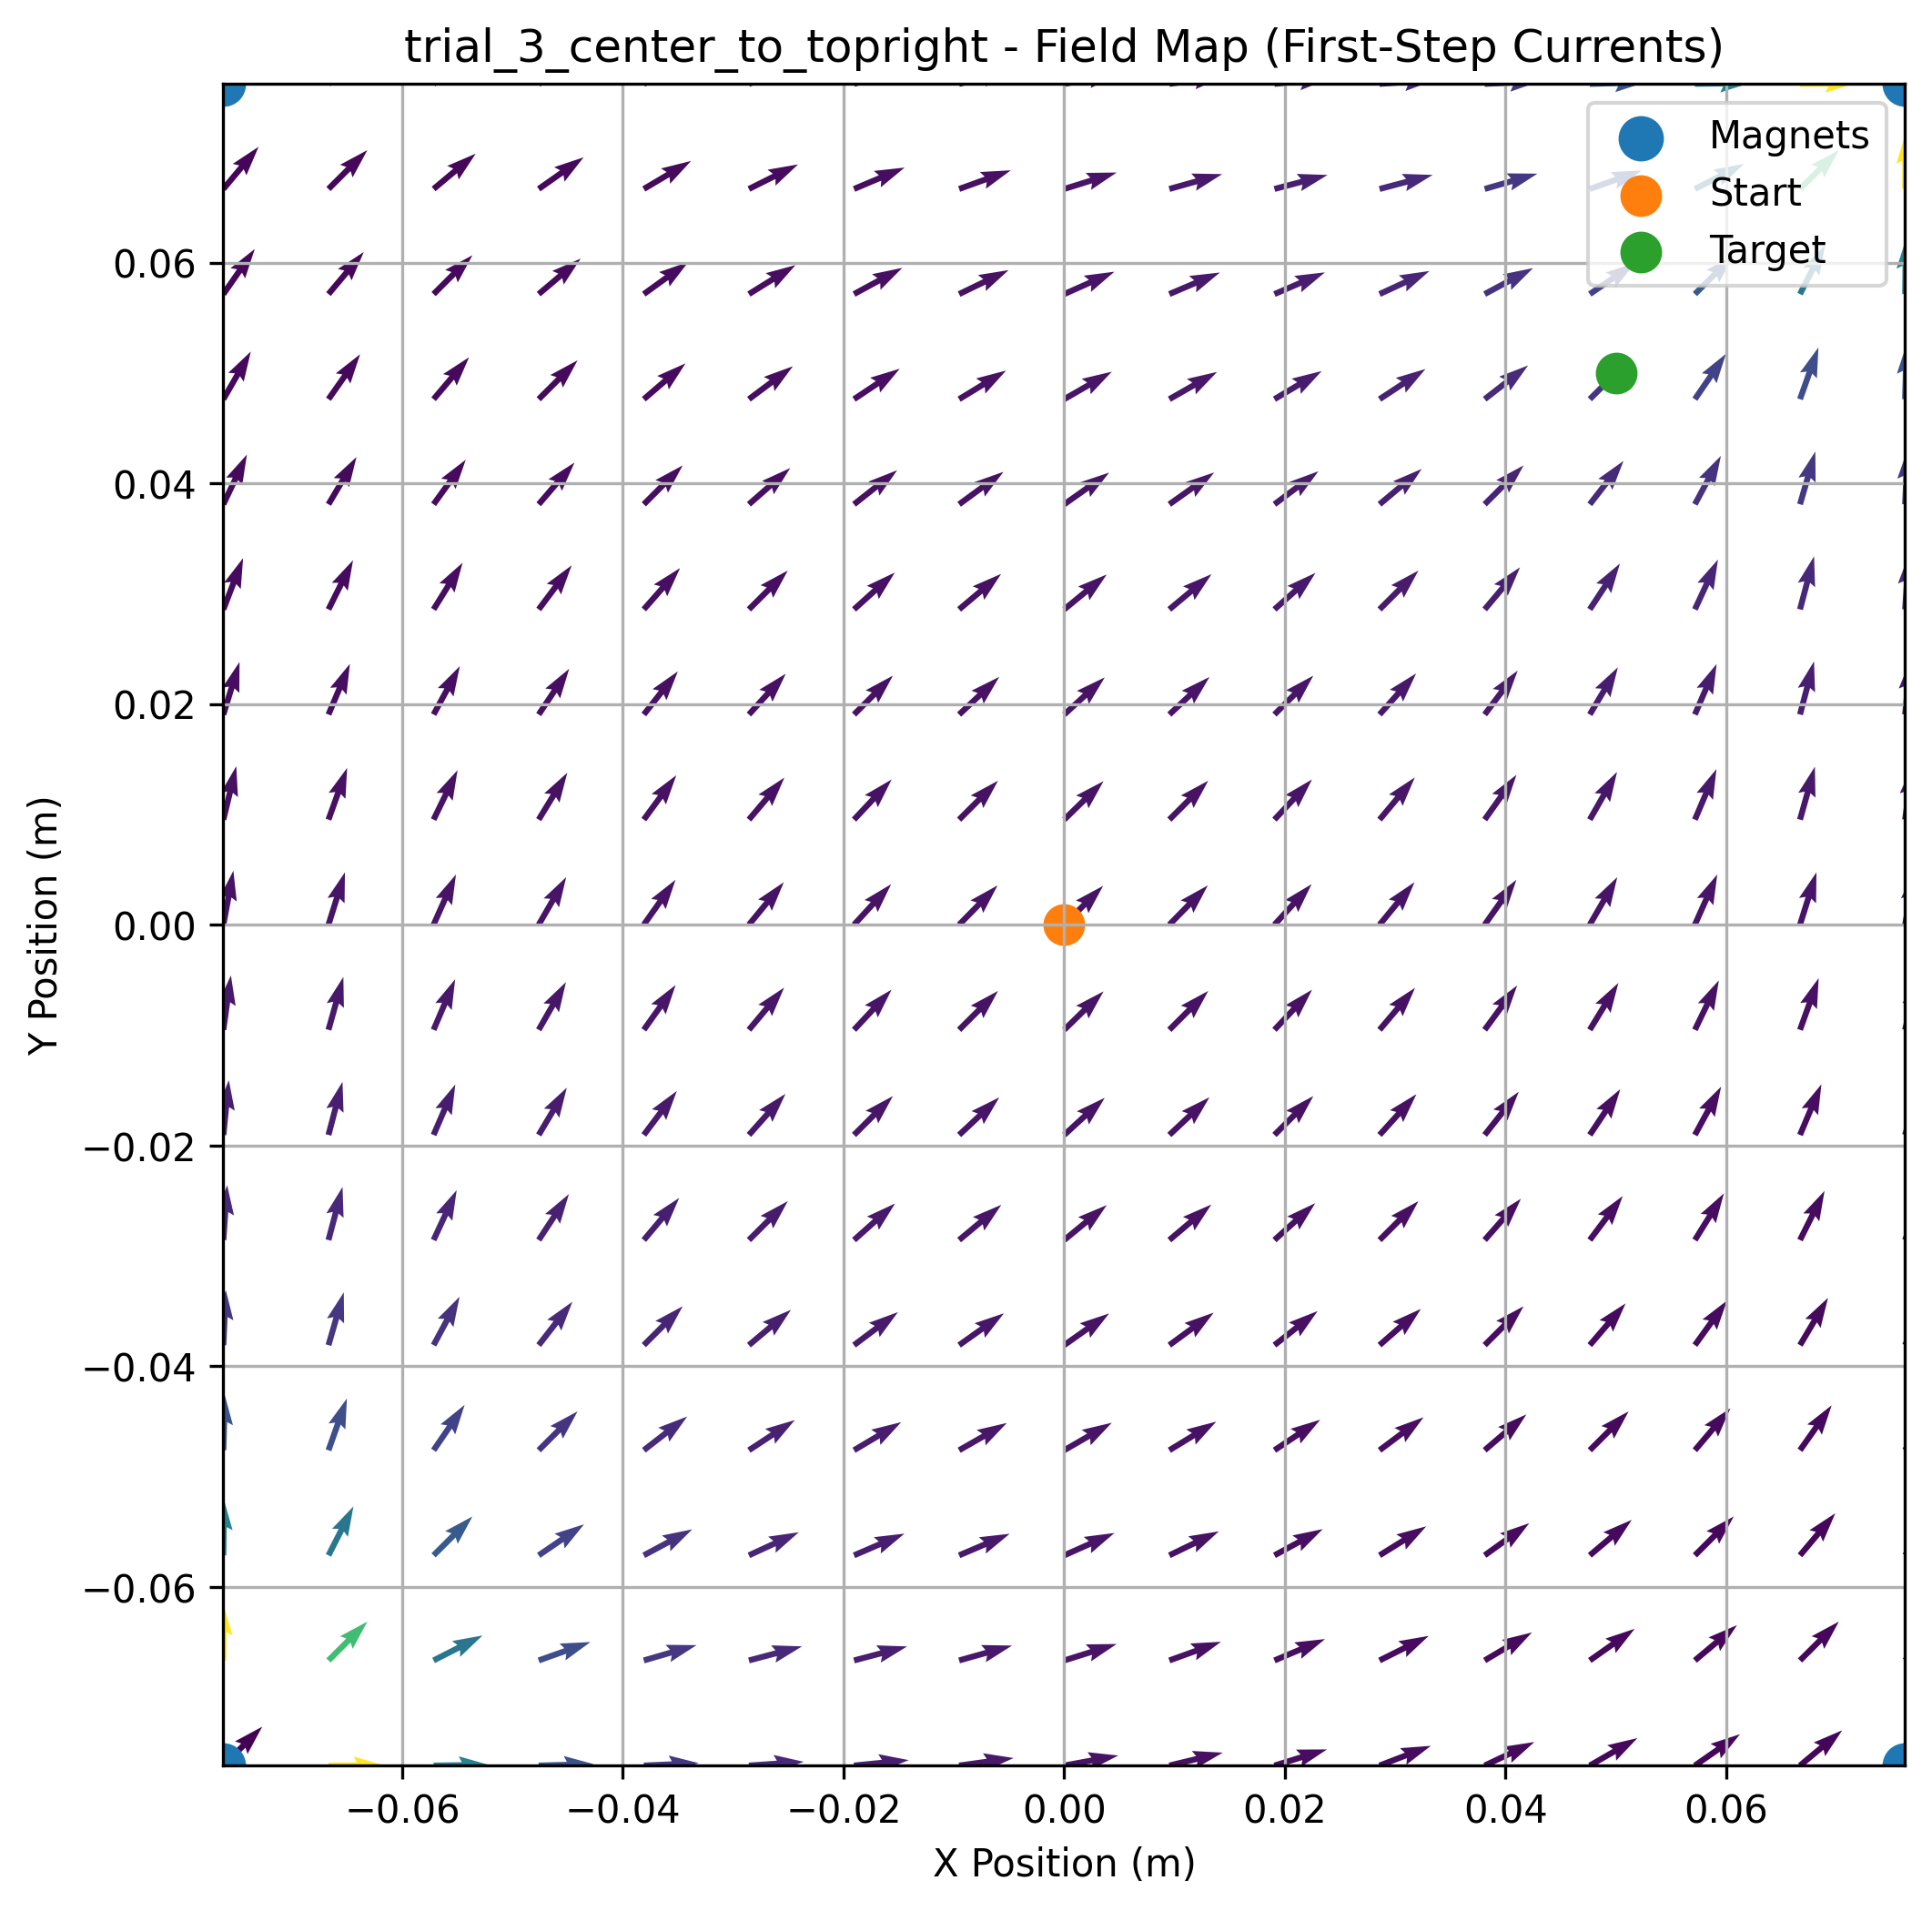 trial_3_center_to_topright - Field Map (First-Step Currents)
Magnets
Start
Target
0.06
0.04
0.02
0.00
−0.02
−0.04
−0.06
Y Position (m)
−0.06
−0.04
−0.02
0.00
0.02
0.04
0.06
X Position (m)